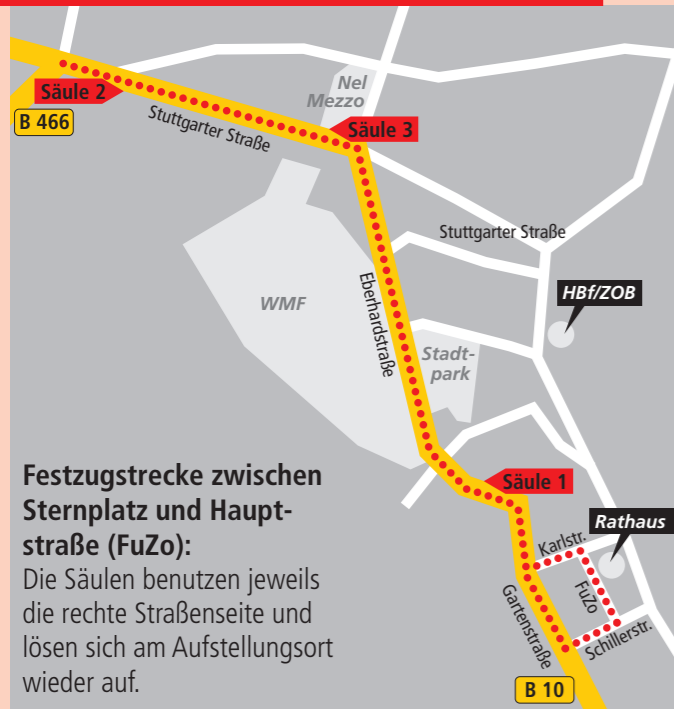 Nel
Mezzo
Säule 2
B 466
Stuttgarter Straße
Säule 3
Stuttgarter Straße
HBf/ZOB
WMF
Eberhardstraße
Stadt-
park
Festzugstrecke zwischen
Sternplatz und Haupt-
straße (FuZo):
Die Säulen benutzen jeweils
die rechte Straßenseite und
lösen sich am Aufstellungsort
wieder auf.
Säule 1
Rathaus
Karlstr.
FuZo
Gartenstraße
Schillerstr.
B 10